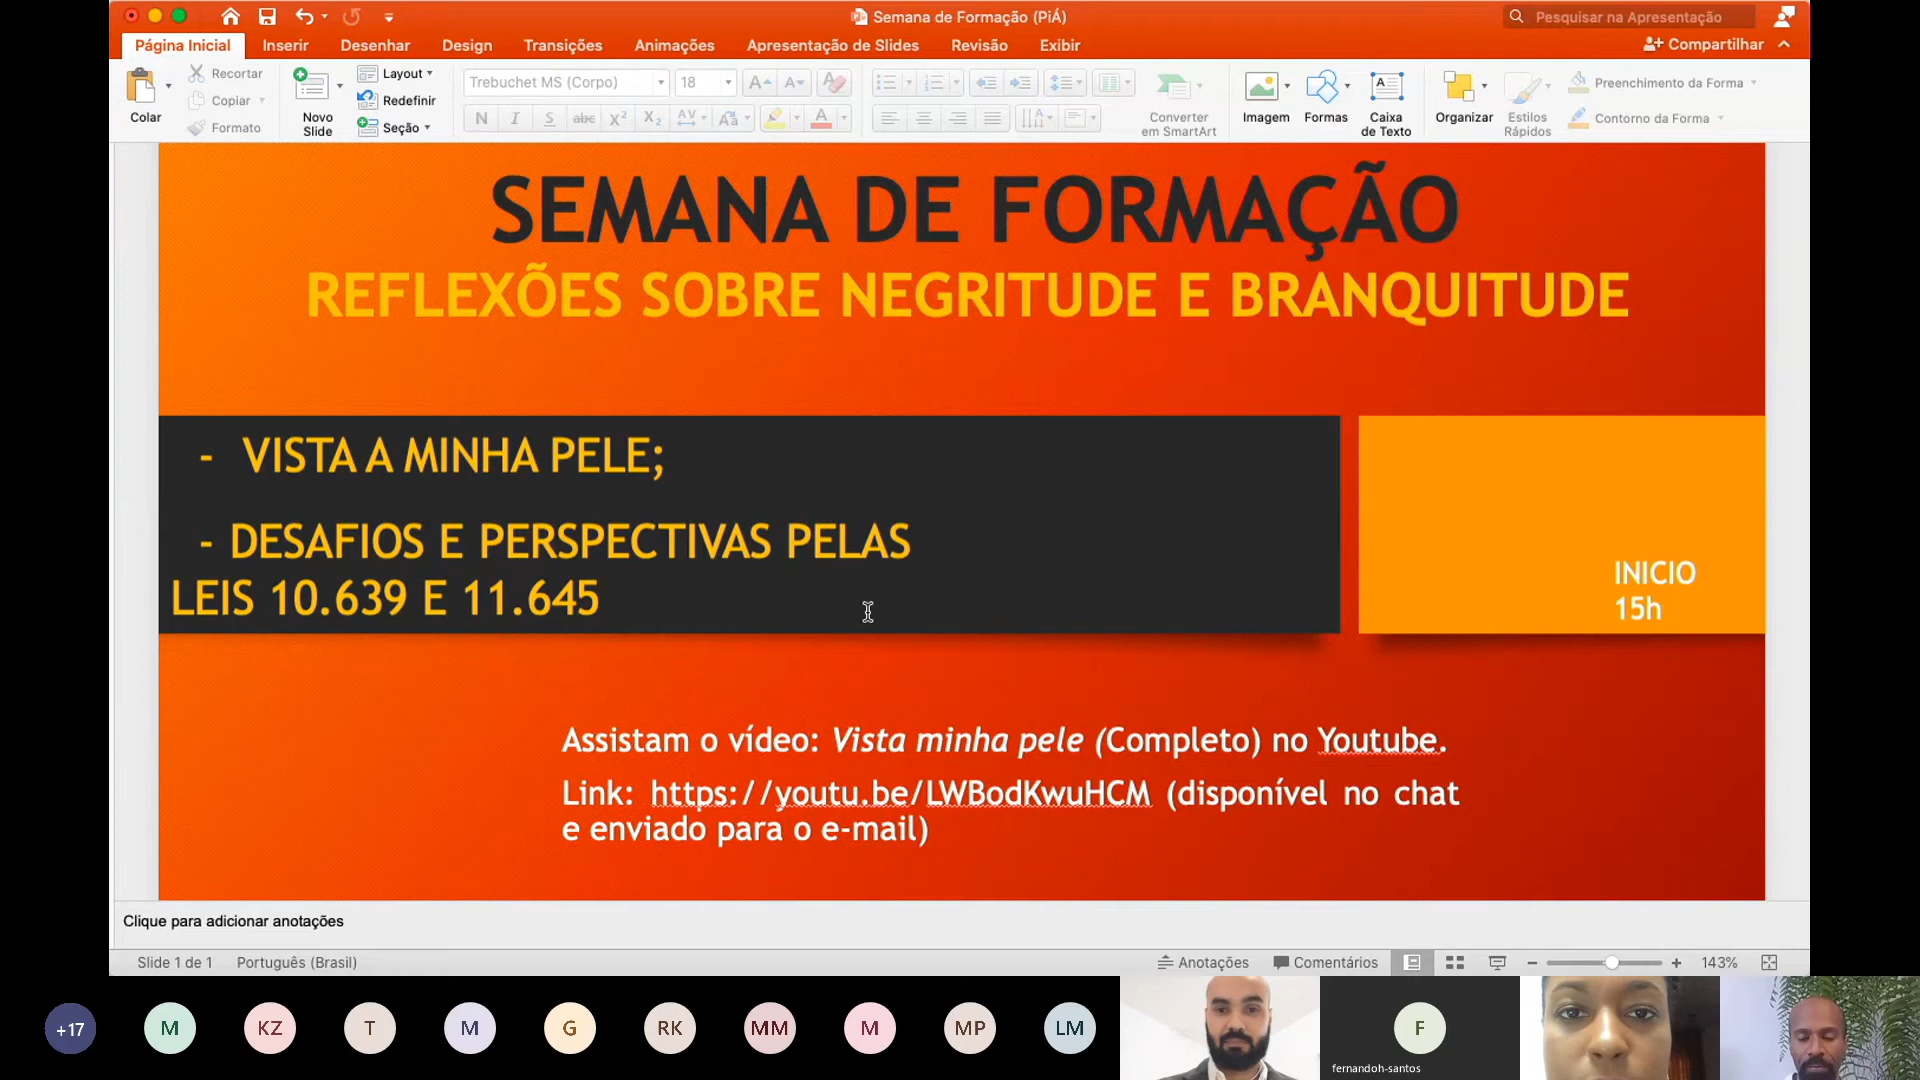 Semana de Formação (PiÁ)
Pesquisar na Apresentação
Página Inicial Inserir Desenhar Design Transições Animações Apresentação de Slides Revisão Exibir Compartilhar
Colar
Recortar
Copiar
Formato
Novo
Slide
Layout
Redefinir
Seção
Trebuchet MS (Corpo) 18
N I S abc X² X₂ AV Aa A
Converter
em SmartArt
Imagem
Formas
Caixa
de Texto
Organizar
Estilos
Rápidos
Preenchimento da Forma
Contorno da Forma
SEMANA DE FORMAÇÃO
REFLEXÕES SOBRE NEGRITUDE E BRANQUITUDE
- VISTA A MINHA PELE;
- DESAFIOS E PERSPECTIVAS PELAS
LEIS 10.639 E 11.645
INICIO
15h
Assistam o vídeo: Vista minha pele (Completo) no Youtube.
Link: https://youtu.be/LWBodKwuHCM (disponível no chat
e enviado para o e-mail)
Clique para adicionar anotações
Slide 1 de 1 Português (Brasil) Anotações Comentários 143%
+17 M KZ T M G RK MM M MP LM F
fernandoh-santos